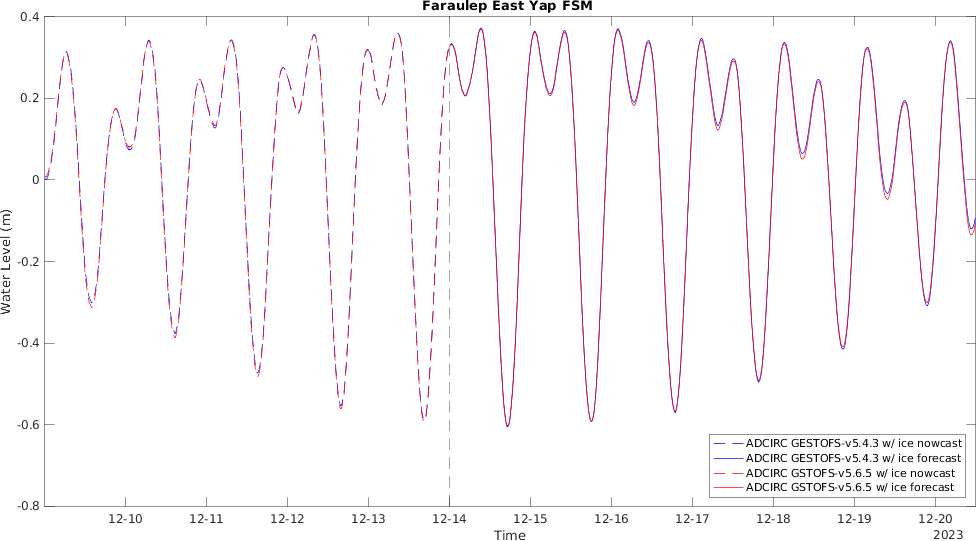 Faraulep East Yap FSM
0.4
0.2
0
-0.2
-0.4
-0.6
-0.8
Water Level (m)
ADCIRC GESTOFS-v5.4.3 w/ ice nowcast
ADCIRC GESTOFS-v5.4.3 w/ ice forecast
ADCIRC GSTOFS-v5.6.5 w/ ice nowcast
ADCIRC GSTOFS-v5.6.5 w/ ice forecast
12-10 12-11 12-12 12-13 12-14 12-15 12-16 12-17 12-18 12-19 12-20
Time
2023